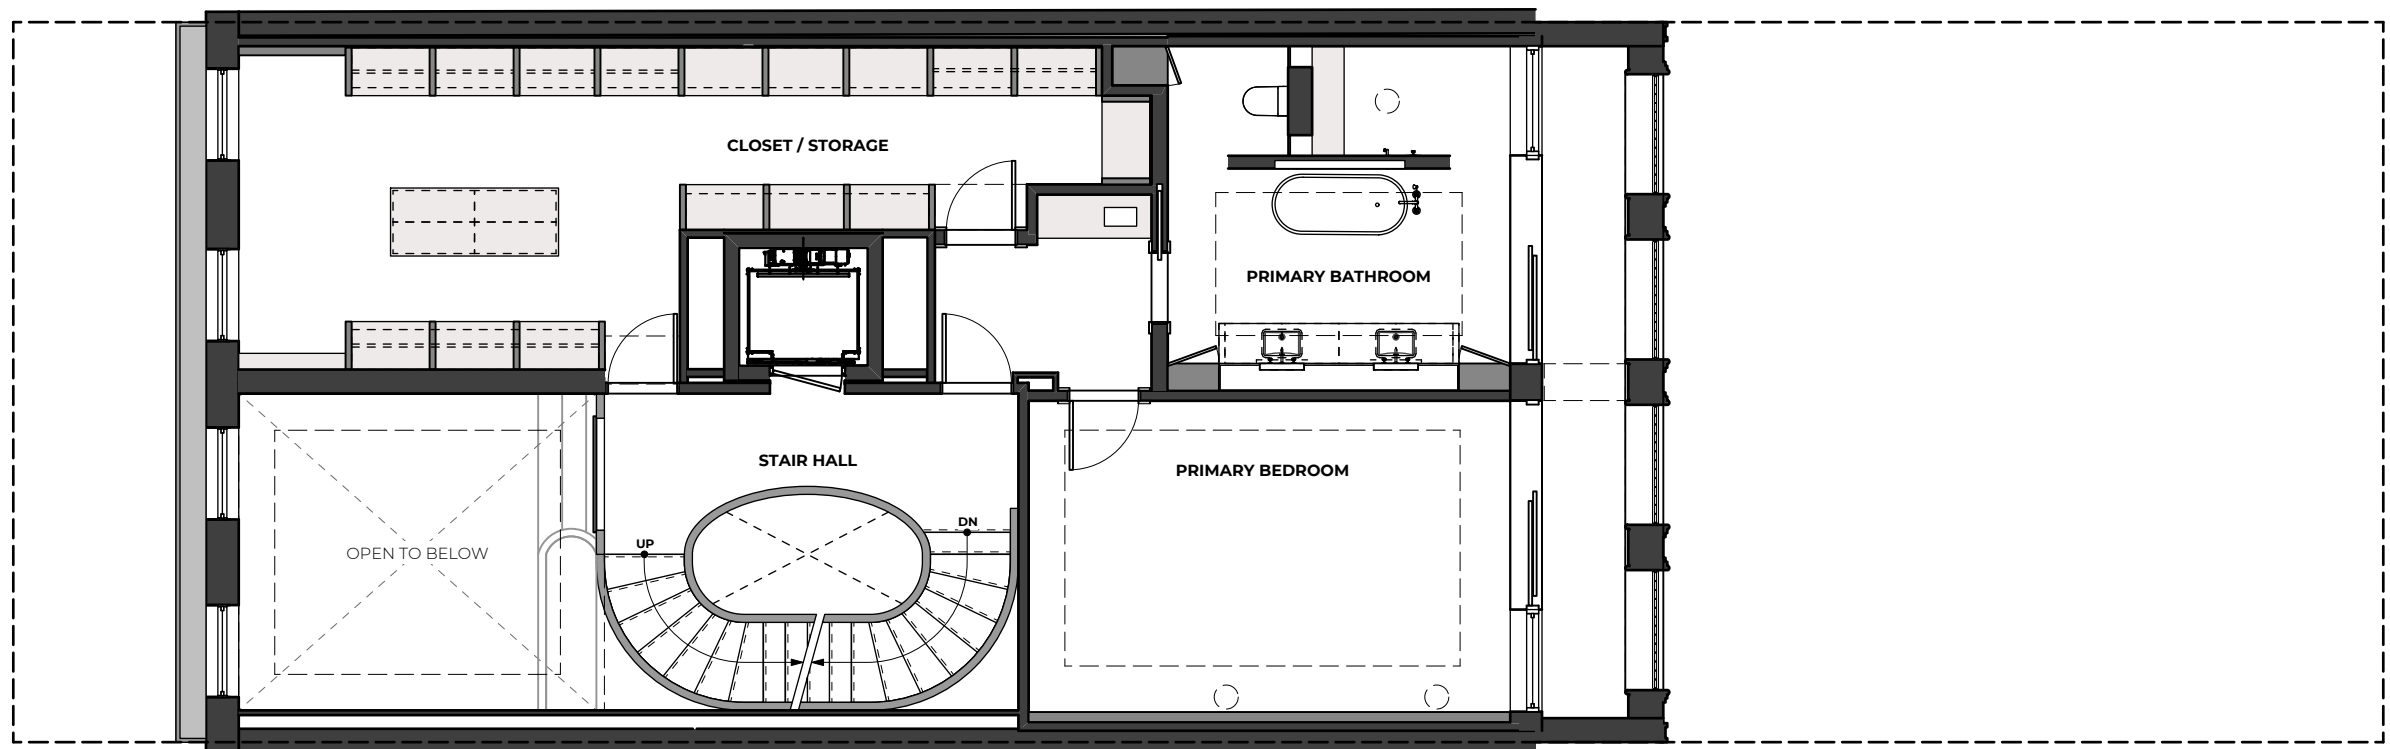 CLOSET / STORAGE
PRIMARY BATHROOM
STAIR HALL
PRIMARY BEDROOM
DN
UP
OPEN TO BELOW